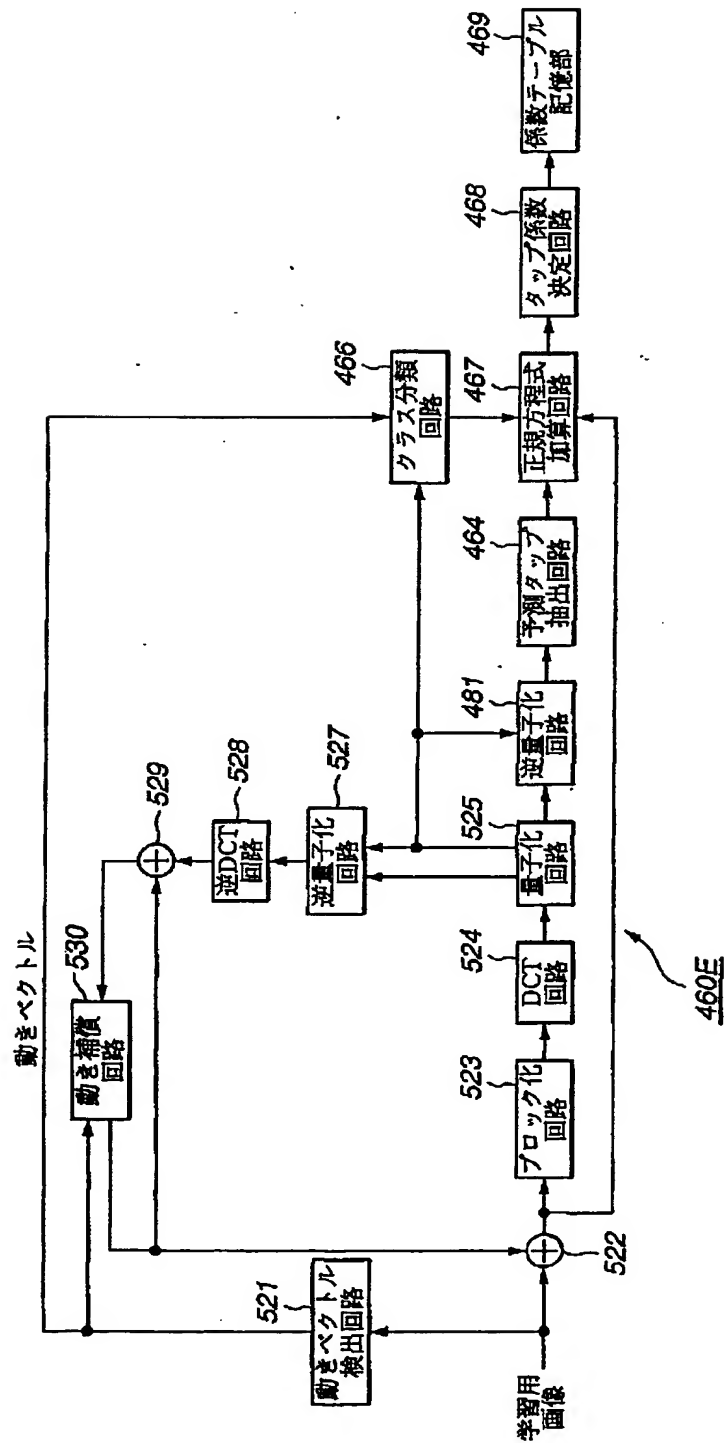 動きベクトル
530
動き補償
回路
529
528
逆DCT
回路
527
逆量子化
回路
466
クラス分類
回路
521
動きベクトル
検出回路
学習用
画像
522
523
ブロック化
回路
524
DCT
回路
525
量子化
回路
481
逆量子化
回路
464
予測タップ
抽出回路
467
正規方程式
加算回路
468
タップ係数
決定回路
469
係数テーブル
記憶部
460E